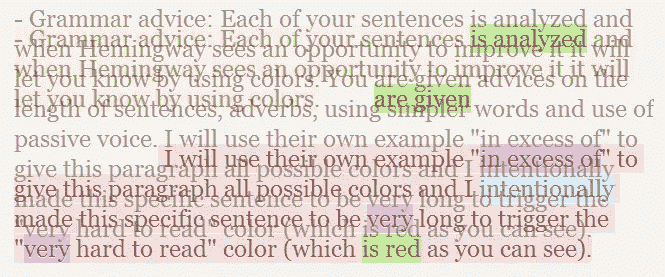 - Grammar advice: Each of your sentences is analyzed and
when Hemingway sees an opportunity to improve it it will
let you know by using colors. You are given advices on the
length of sentences, adverbs, using simpler words and use of
passive voice. I will use their own example "in excess of" to
give this paragraph all possible colors and I intentionally
made this specific sentence to be very long to trigger the
"very hard to read" color (which is red as you can see).
- Grammar advice: Each of your sentences is analyzed and
when Hemingway sees an opportunity to improve it it will
let you know by using colors. are given
I will use their own example "in excess of" to
give this paragraph all possible colors and I intentionally
made this specific sentence to be very long to trigger the
"very hard to read" color (which is red as you can see).